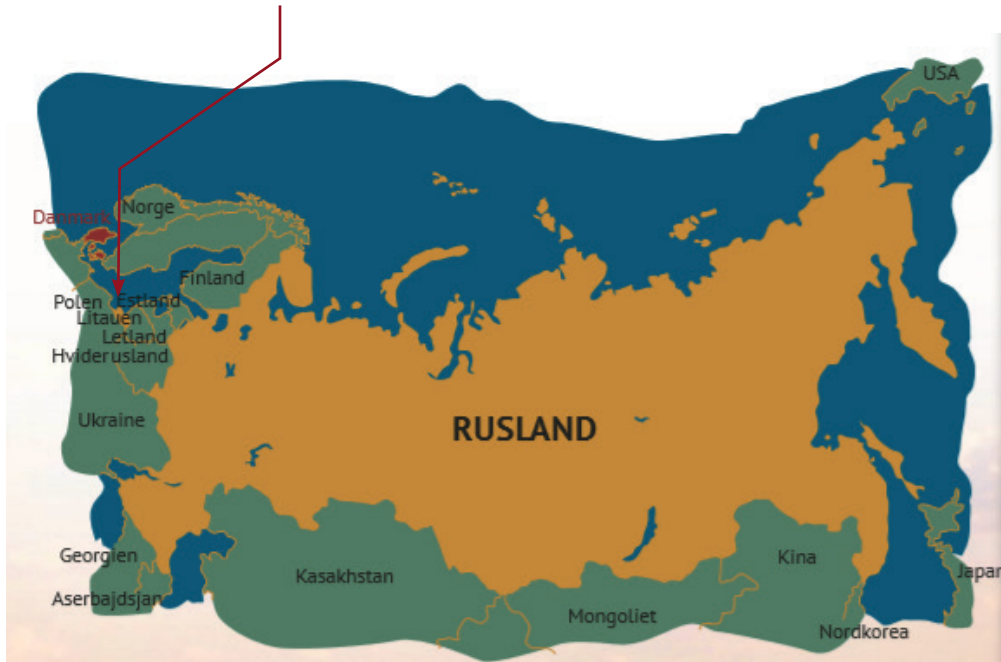 USA
Norge
Danmark
Finland
Polen
Estland
Litauen
Letland
Hviderusland
Ukraine
RUSLAND
Georgien
Kina
Kasakhstan
Japan
Aserbajdsjan
Mongoliet
Nordkorea